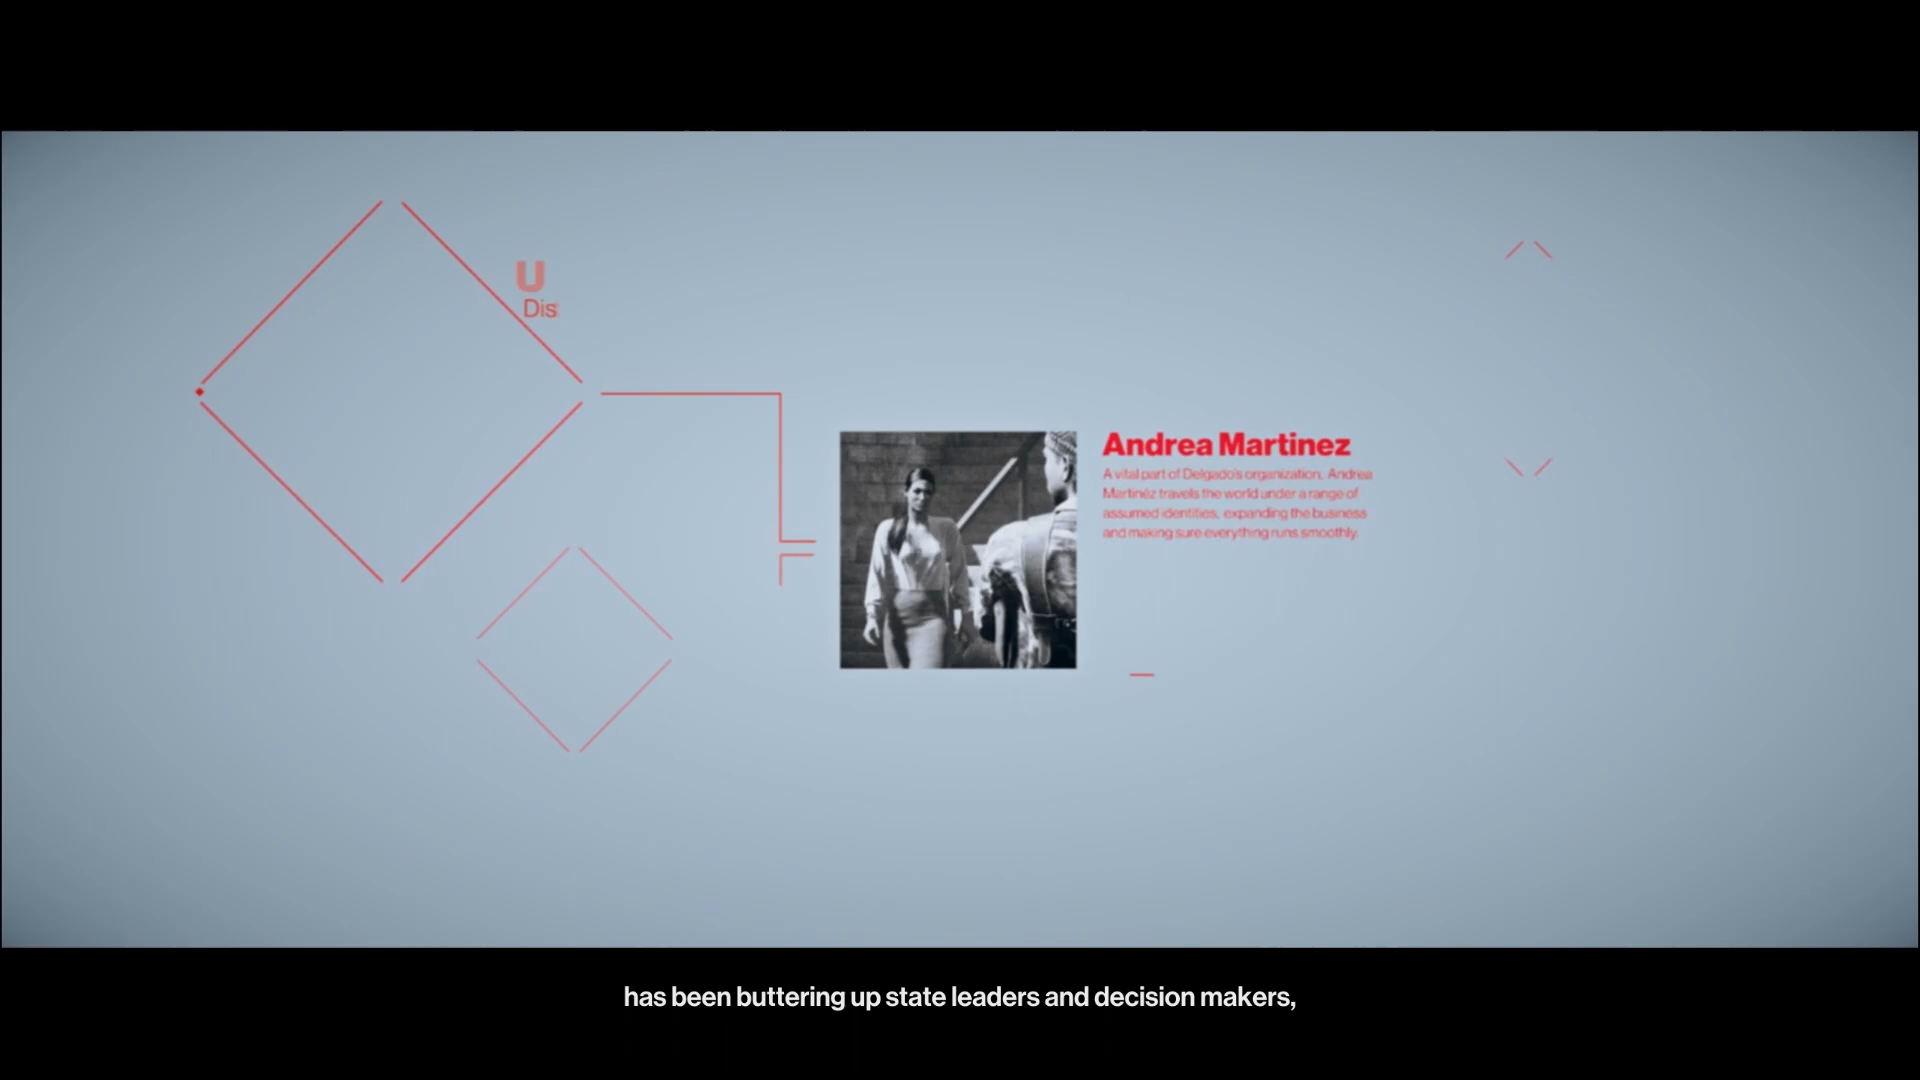 U
Dis
Andrea Martinez
A vital part of Delgado's organization, Andrea
Martinez travels the world under a range of
assumed identities, expanding the business
and making sure everything runs smoothly.
has been buttering up state leaders and decision makers,